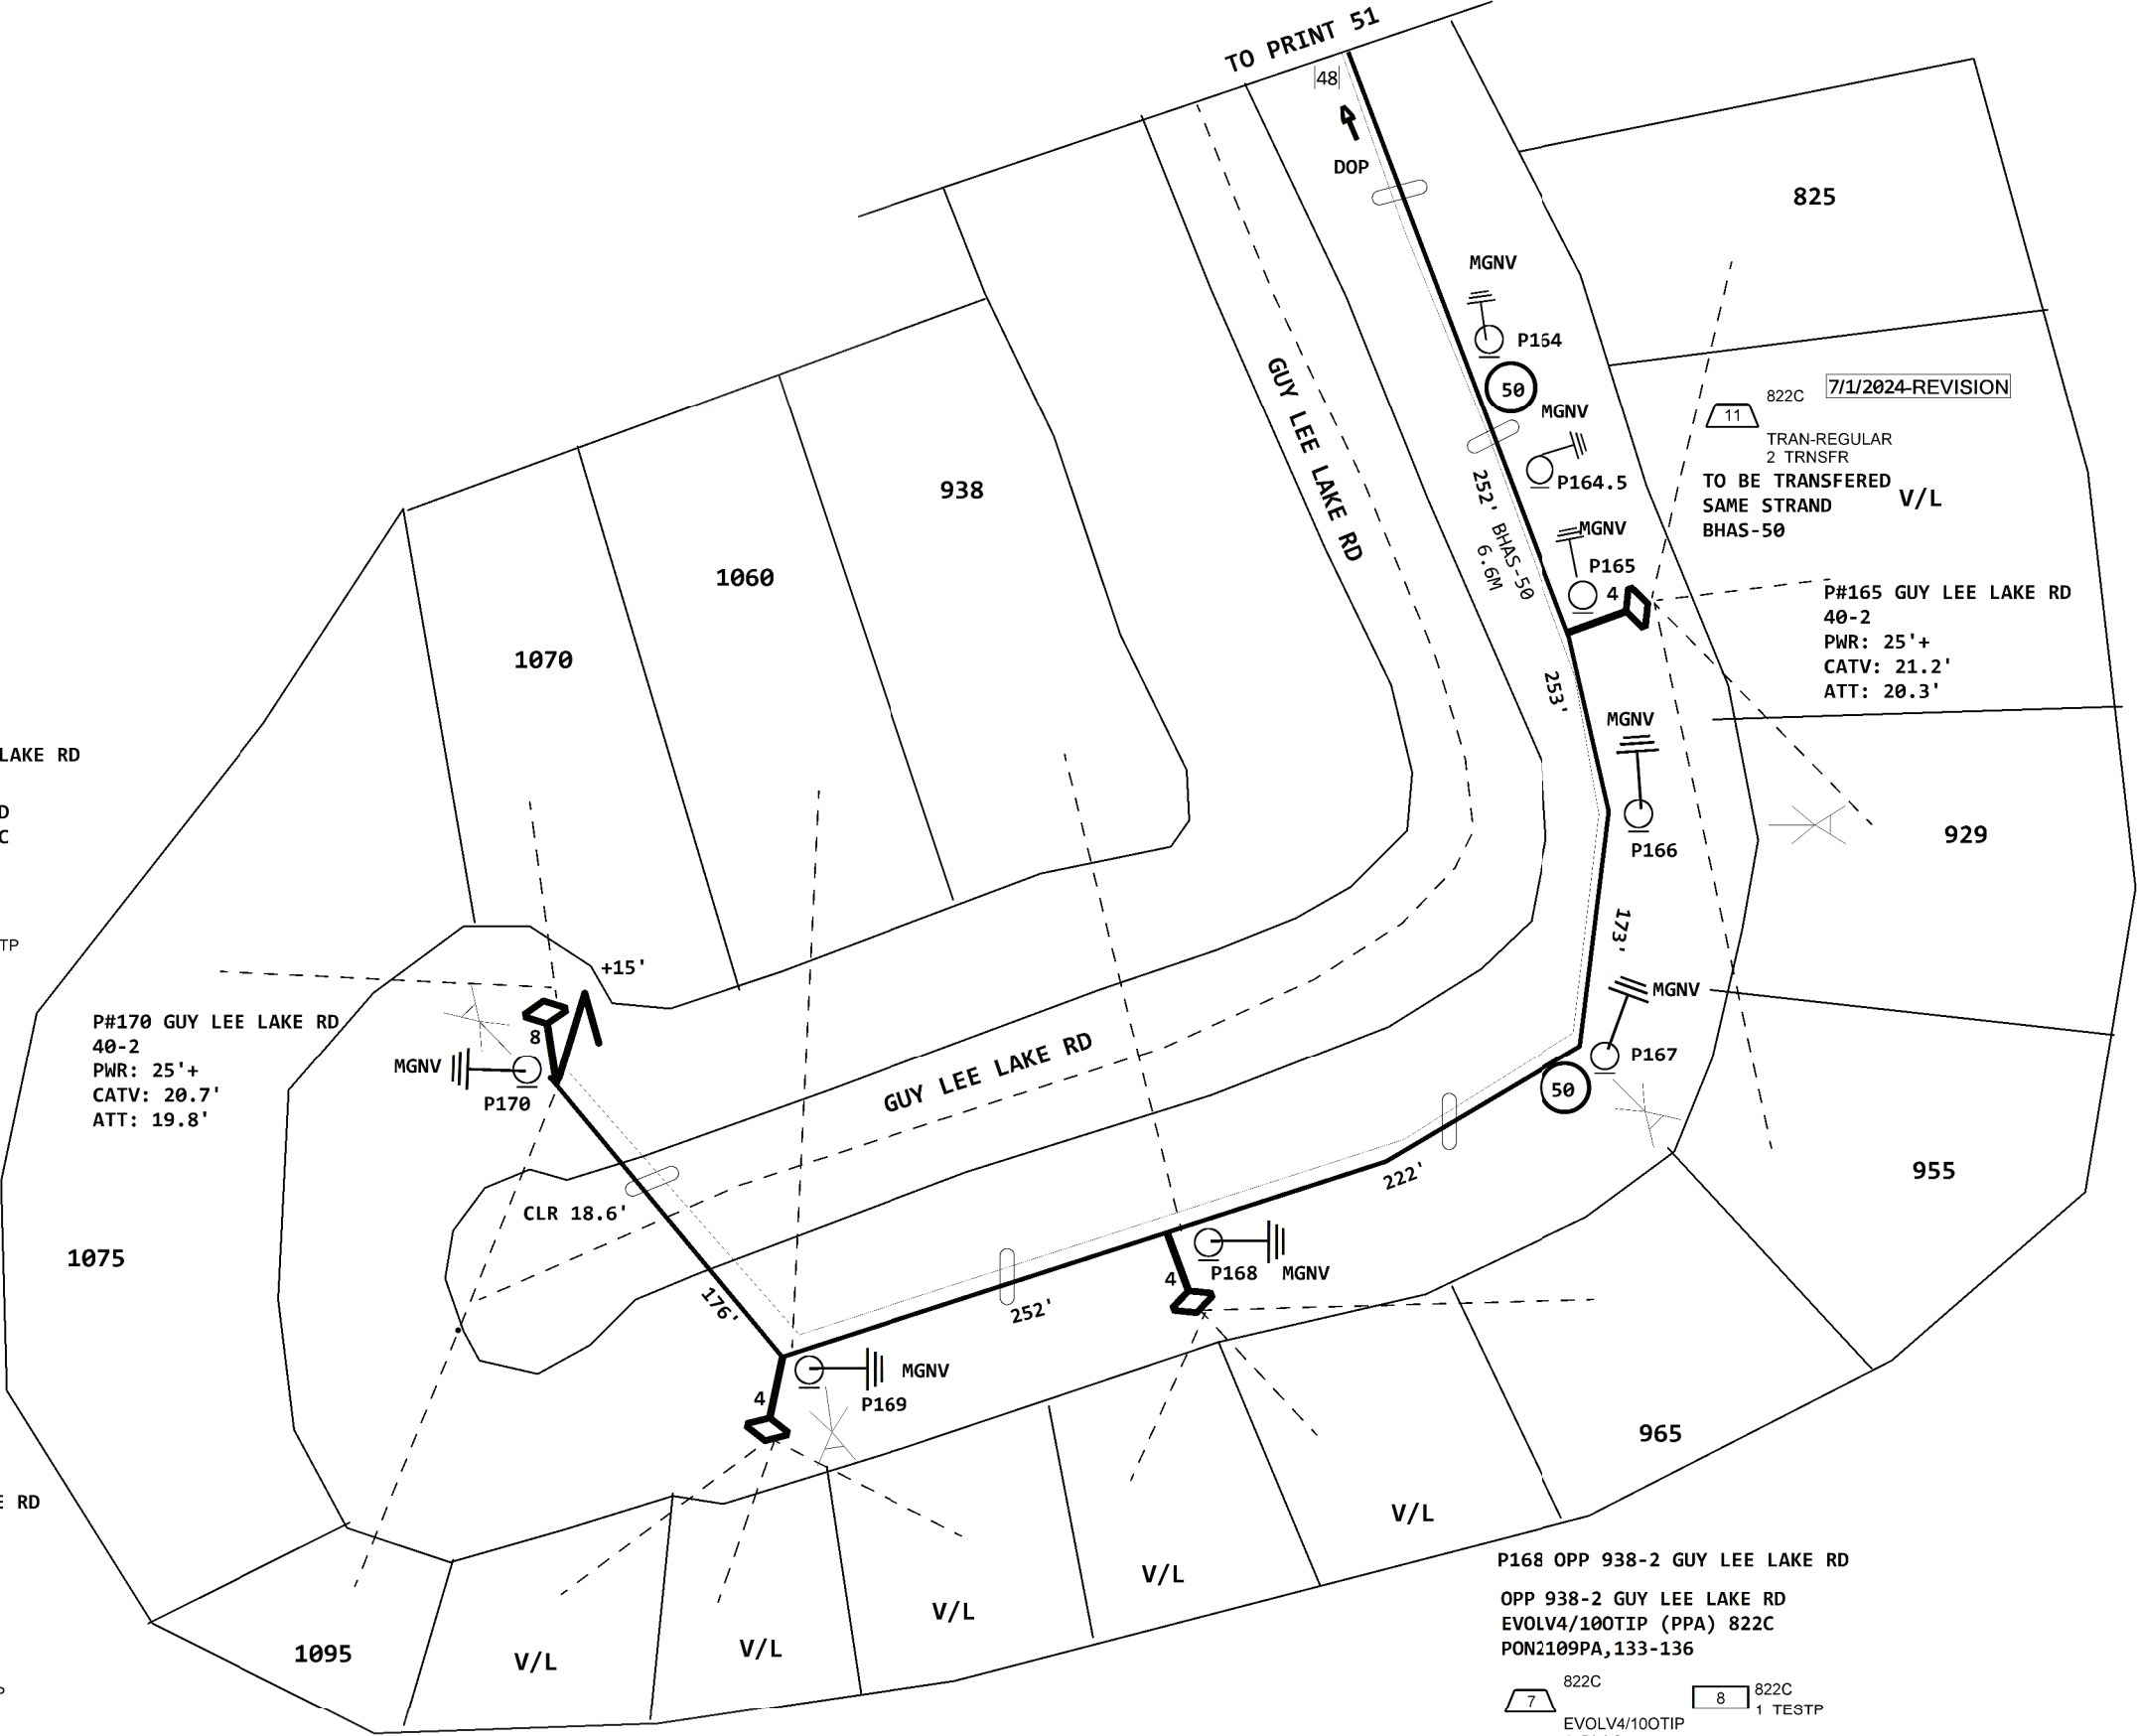 TO PRINT 51
48
DOP
825
MGNV
P164
50
MGNV
P164.5
GUY LEE LAKE RD
252' BHAS-50
6.6M
7/1/2024-REVISION
822C
11
TRAN-REGULAR
2 TRNSFR
TO BE TRANSFERED
SAME STRAND
BHAS-50
V/L
938
1060
1070
MGNV
P165
4
P#165 GUY LEE LAKE RD
40-2
PWR: 25'+
CATV: 21.2'
ATT: 20.3'
253'
MGNV
P166
929
LAKE RD
D
C
TP
173'
MGNV
P167
50
+15'
P#170 GUY LEE LAKE RD
40-2
PWR: 25'+
CATV: 20.7'
ATT: 19.8'
8
MGNV
P170
GUY LEE LAKE RD
955
222'
CLR 18.6'
1075
176'
252'
4
P168
MGNV
4
MGNV
P169
965
E RD
V/L
V/L
V/L
V/L
V/L
1095
P168 OPP 938-2 GUY LEE LAKE RD
OPP 938-2 GUY LEE LAKE RD
EVOLV4/10OTIP (PPA) 822C
PON2109PA,133-136
822C
7
EVOLV4/10OTIP
8
822C
1 TESTP